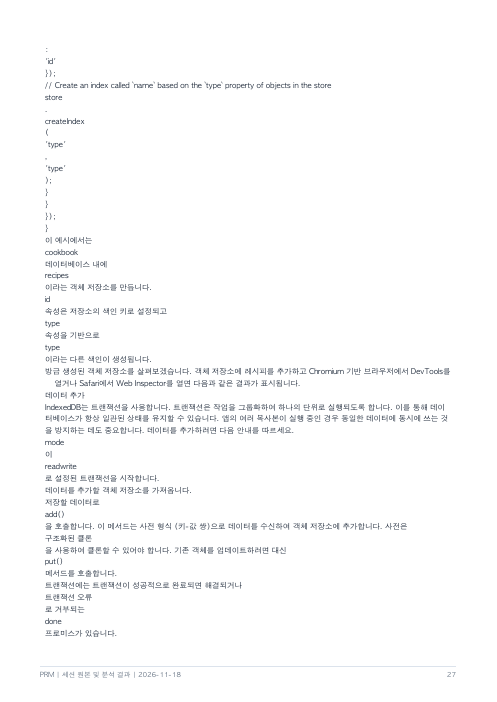 :
'id'
});
// Create an index called `name` based on the `type` property of objects in the store
store
.
createIndex
(
'type'
,
'type'
);
}
}
});
}
이 예시에서는
cookbook
데이터베이스 내에
recipes
이라는 객체 저장소를 만듭니다.
id
속성은 저장소의 색인 키로 설정되고
type
속성을 기반으로
type
이라는 다른 색인이 생성됩니다.
방금 생성된 객체 저장소를 살펴보겠습니다. 객체 저장소에 레시피를 추가하고 Chromium 기반 브라우저에서 DevTools를
열거나 Safari에서 Web Inspector를 열면 다음과 같은 결과가 표시됩니다.
데이터 추가
IndexedDB는 트랜잭션을 사용합니다. 트랜잭션은 작업을 그룹화하여 하나의 단위로 실행되도록 합니다. 이를 통해 데이
터베이스가 항상 일관된 상태를 유지할 수 있습니다. 앱의 여러 복사본이 실행 중인 경우 동일한 데이터에 동시에 쓰는 것
을 방지하는 데도 중요합니다. 데이터를 추가하려면 다음 안내를 따르세요.
mode
이
readwrite
로 설정된 트랜잭션을 시작합니다.
데이터를 추가할 객체 저장소를 가져옵니다.
저장할 데이터로
add()
을 호출합니다. 이 메서드는 사전 형식 (키-값 쌍)으로 데이터를 수신하여 객체 저장소에 추가합니다. 사전은
구조화된 클론
을 사용하여 클론할 수 있어야 합니다. 기존 객체를 업데이트하려면 대신
put()
메서드를 호출합니다.
트랜잭션에는 트랜잭션이 성공적으로 완료되면 해결되거나
트랜잭션 오류
로 거부되는
done
프로미스가 있습니다.
PRM | 세션 원본 및 분석 결과 | 2026-11-18
27